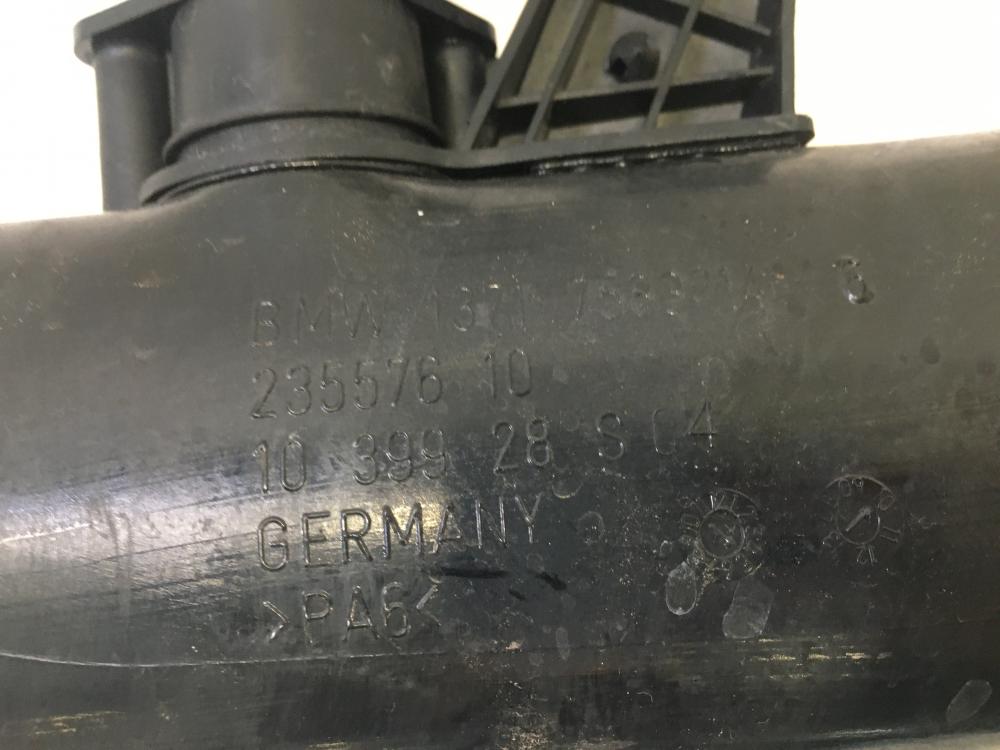 BMW 1371
235576 10
10 399 28 S 04
GERMANY
>PA6<